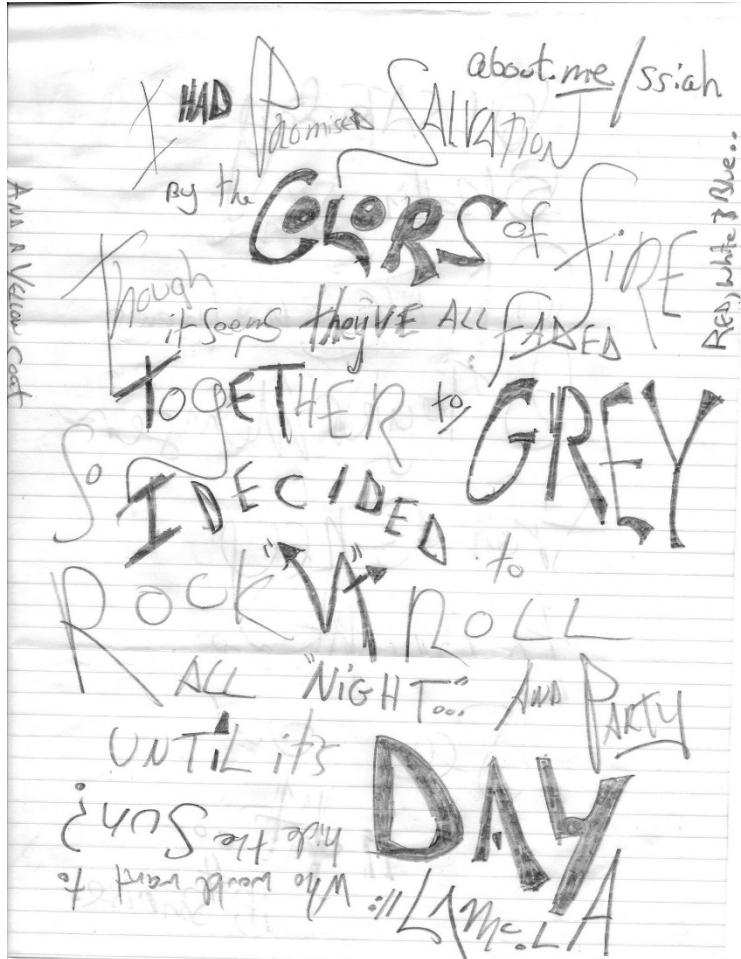 about.me/ssiah
I HAD Promised SALVATION
By the COLORS of FIRE
RED, White & Blue..
AND A YELLOW COAT
Though
it seems they'VE ALL FADED
TOGETHER to GREY
So I DECIDED to
ROCK "N" ROLL
ALL "NiGHT..." AND PARTY
UNTiL it's DAY
Who would want to
hide the Sun?